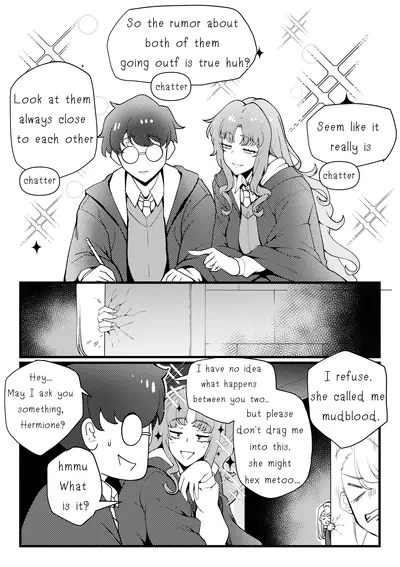 So the rumor about
both of them
going outf is true huh?
chatter
Look at them
always close
to each other
chatter
Seem like it
really is
chatter
Hey...
May I ask you
something,
Hermione?
hmmu
What
is it?
I have no idea
what happens
between you two..
but please
don't drag me
into this.
she might
hex metoo...
I refuse.
she called me
mudblood.